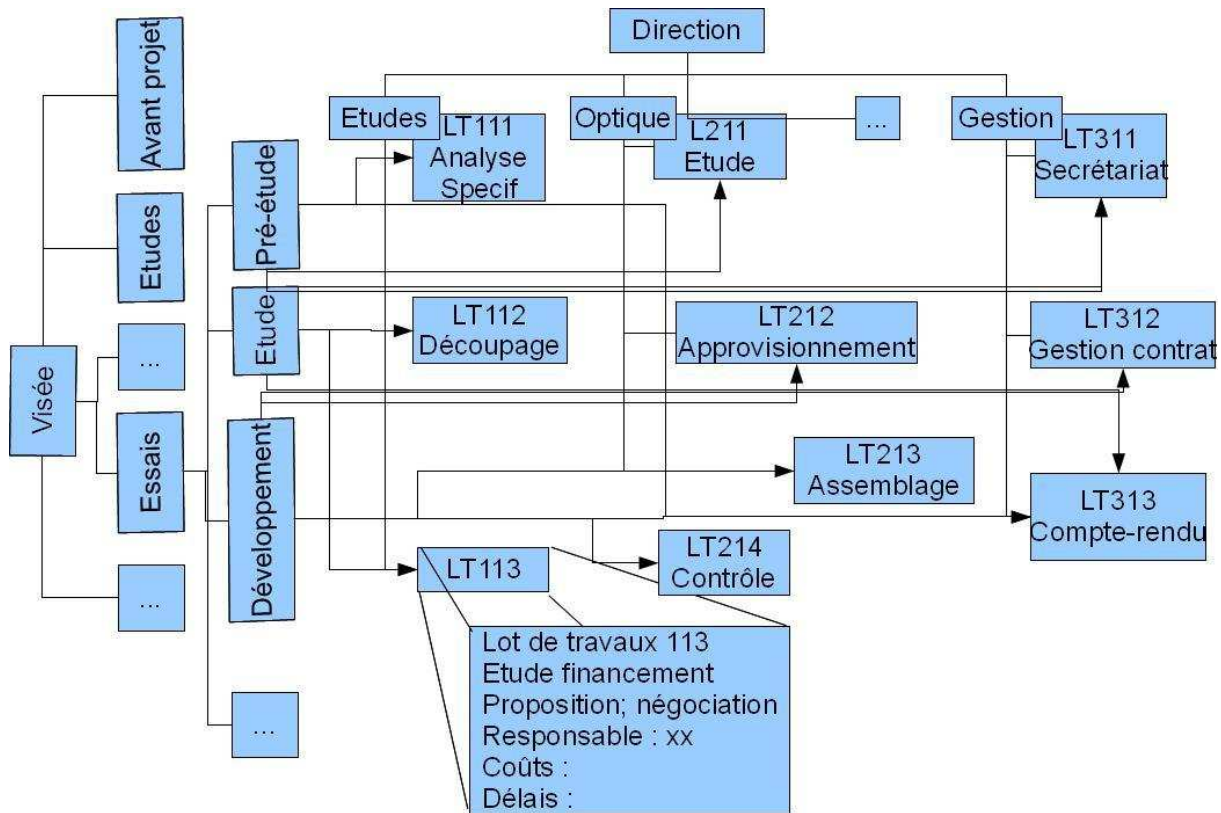 Direction
Avant projet
Etudes
Optique
...
Gestion
LT111
Analyse
Specif
L211
Etude
LT311
Secrétariat
Pré-étude
Etudes
Etude
LT112
Découpage
LT212
Approvisionnement
LT312
Gestion contrat
Visée
...
Essais
Développement
LT213
Assemblage
LT313
Compte-rendu
LT214
Contrôle
LT113
...
Lot de travaux 113
Etude financement
Proposition; négociation
Responsable : xx
Coûts :
Délais :
...